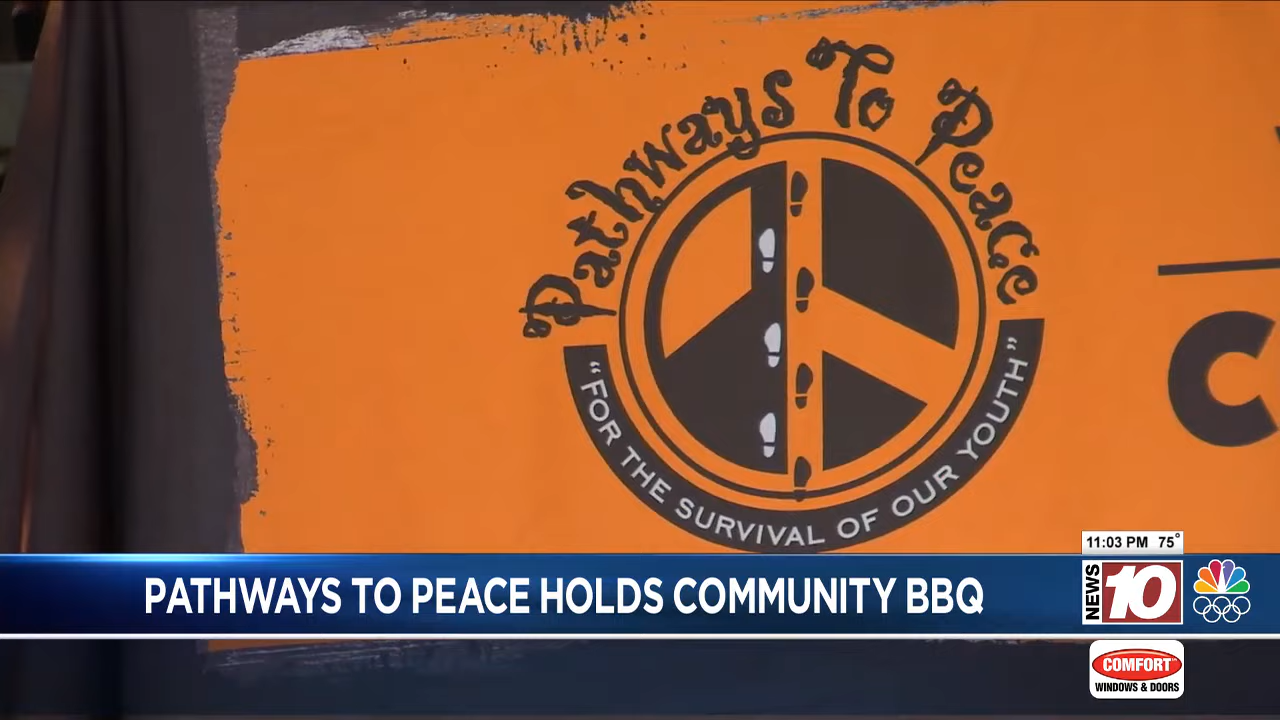 Pathways To Peace
"FOR THE SURVIVAL OF OUR YOUTH"
C
PATHWAYS TO PEACE HOLDS COMMUNITY BBQ
11:03 PM 75°
NEWS 10
COMFORT
WINDOWS & DOORS